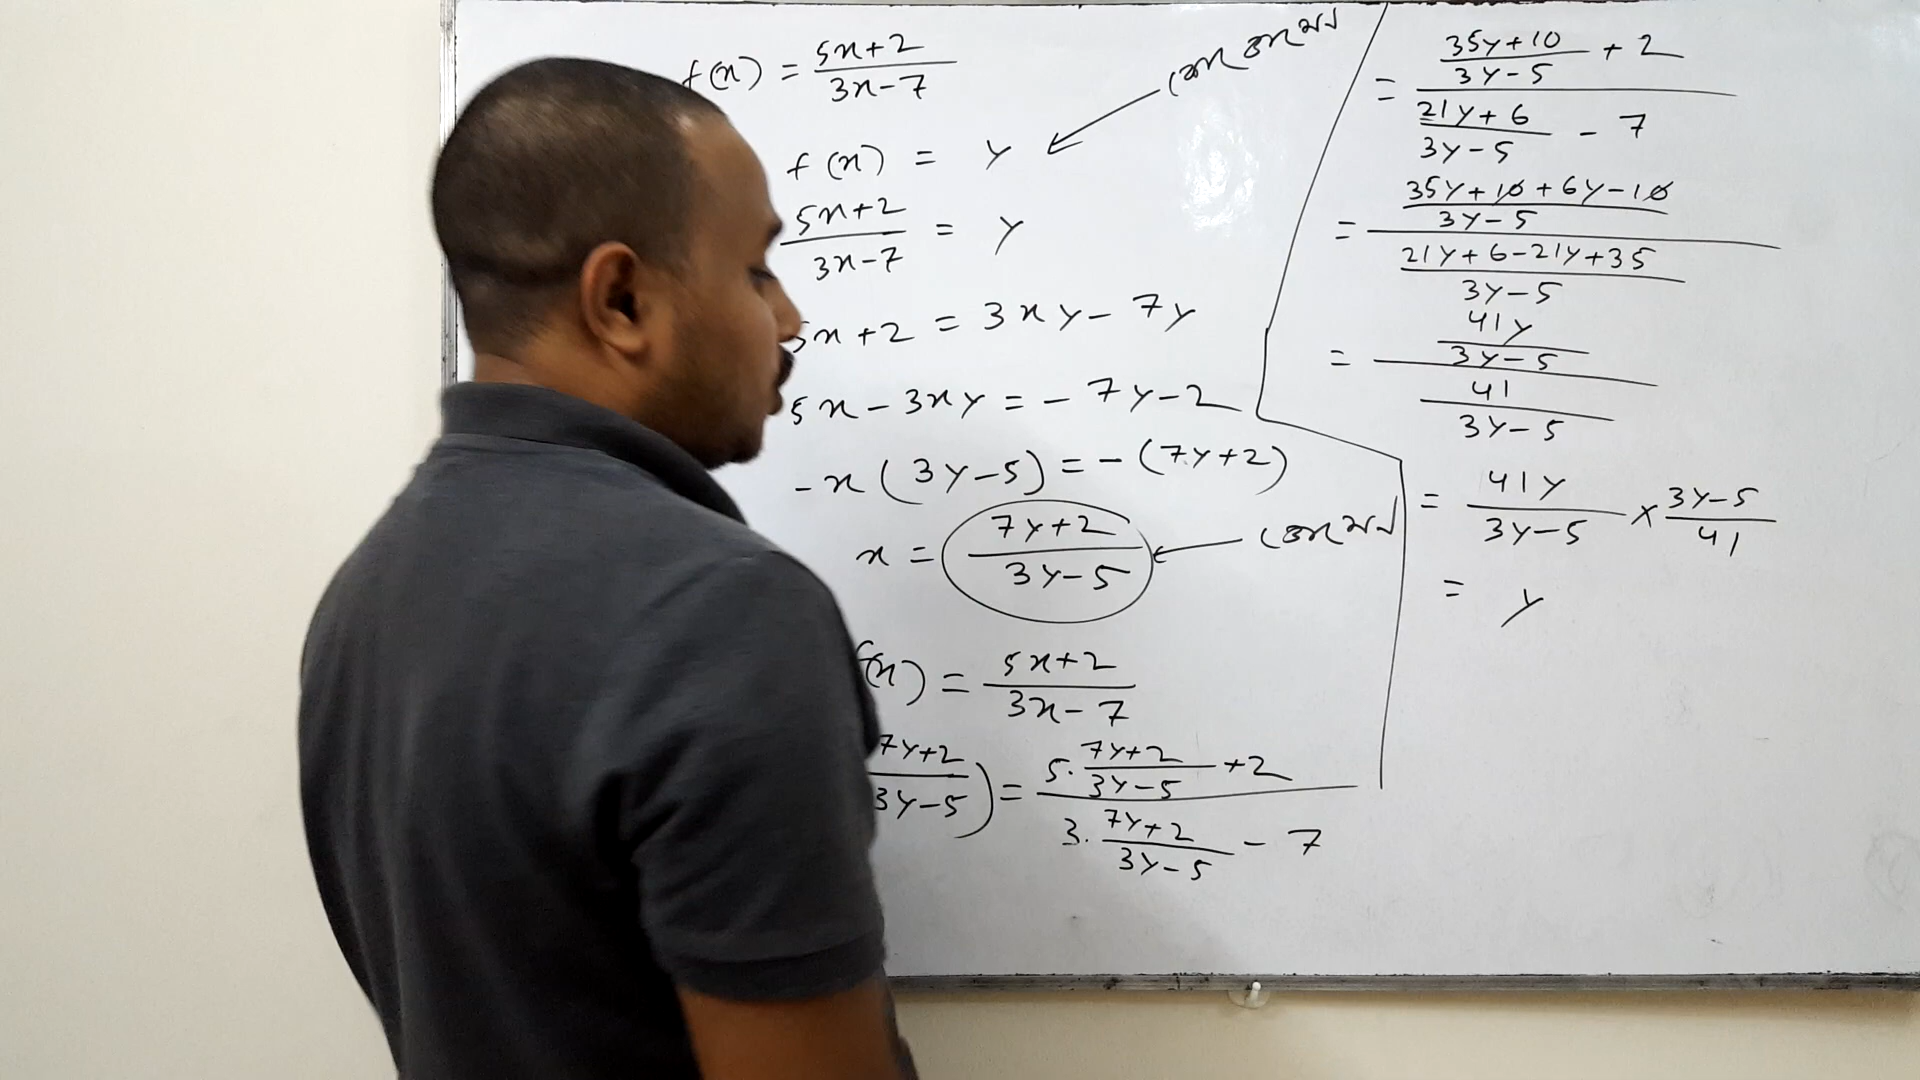 f(x) = (5x+2)/(3x-7)
কোডোমেন
f(x) = y
(5x+2)/(3x-7) = y
5x+2 = 3xy-7y
5x-3xy = -7y-2
-x(3y-5) = -(7y+2)
x = (7y+2)/(3y-5)
ডোমেন
f(x) = (5x+2)/(3x-7)
(7y+2)/(3y-5)) = (5·(7y+2)/(3y-5)+2)/(3·(7y+2)/(3y-5)-7)
= ((35y+10)/(3y-5)+2)/((21y+6)/(3y-5)-7)
= ((35y+10+6y-10)/(3y-5))/((21y+6-21y+35)/(3y-5))
= (41y/(3y-5))/(41/(3y-5))
= 41y/(3y-5) × (3y-5)/41
= y